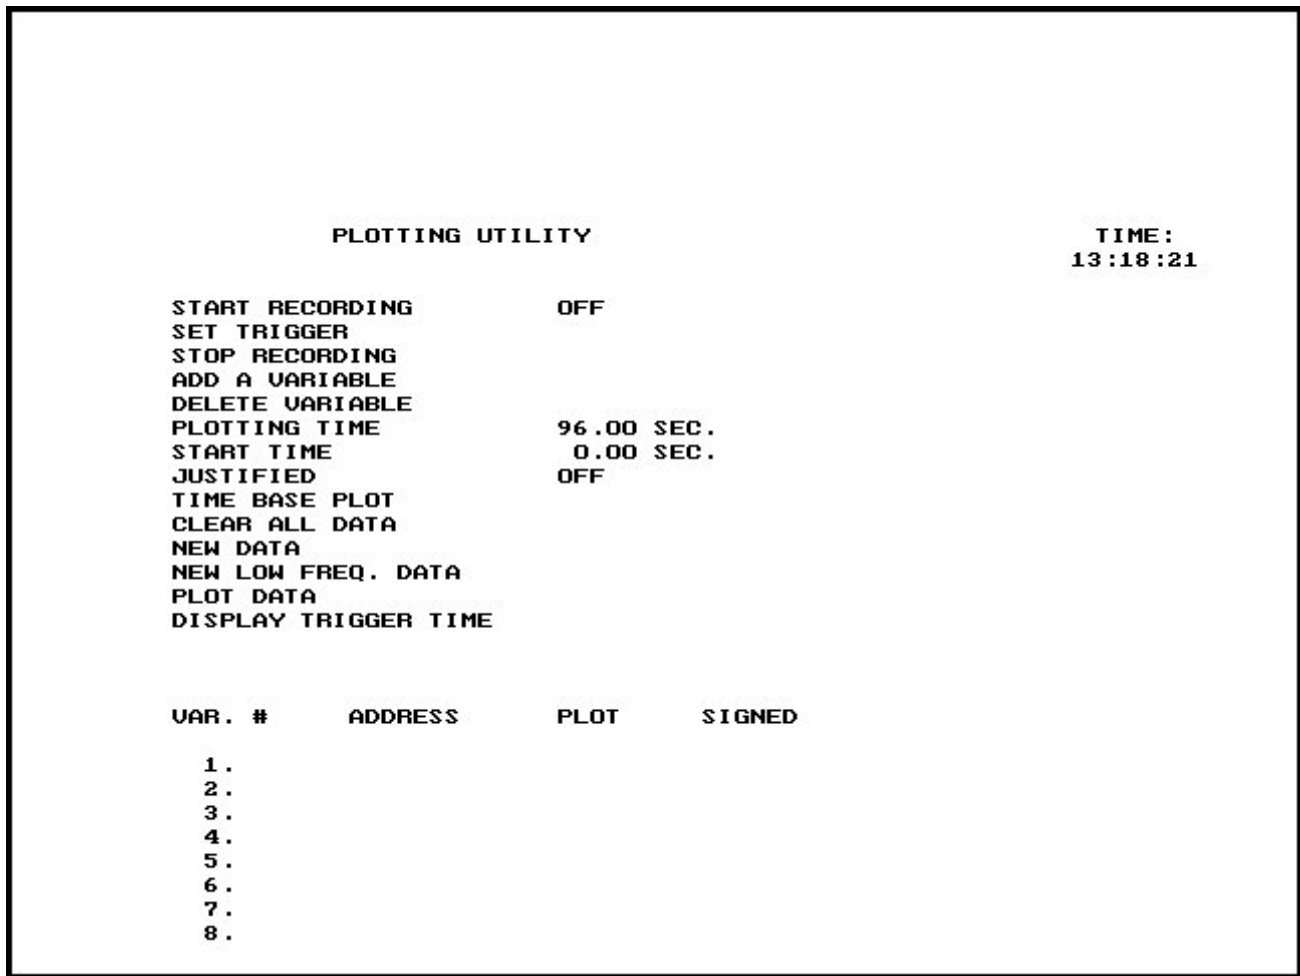 PLOTTING UTILITY TIME:
13:18:21
START RECORDING OFF
SET TRIGGER
STOP RECORDING
ADD A VARIABLE
DELETE VARIABLE
PLOTTING TIME 96.00 SEC.
START TIME 0.00 SEC.
JUSTIFIED OFF
TIME BASE PLOT
CLEAR ALL DATA
NEW DATA
NEW LOW FREQ. DATA
PLOT DATA
DISPLAY TRIGGER TIME
VAR. # ADDRESS PLOT SIGNED
1.
2.
3.
4.
5.
6.
7.
8.